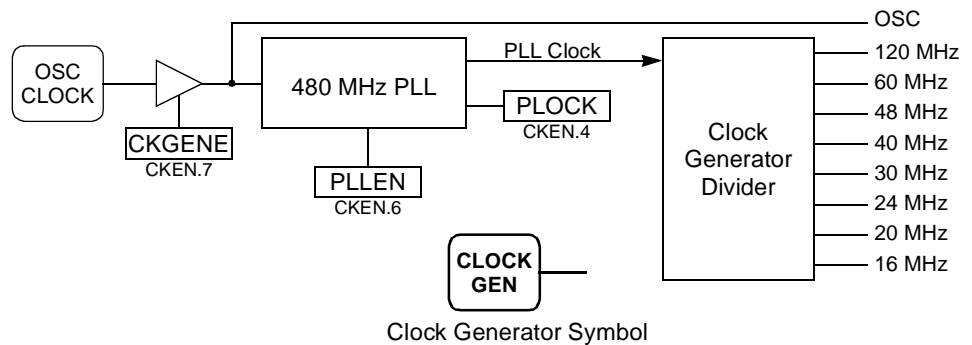 OSC
CLOCK
CKGENE
CKEN.7
480 MHz PLL
PLLEN
CKEN.6
PLL Clock
PLOCK
CKEN.4
Clock
Generator
Divider
OSC
120 MHz
60 MHz
48 MHz
40 MHz
30 MHz
24 MHz
20 MHz
16 MHz
CLOCK
GEN
Clock Generator Symbol